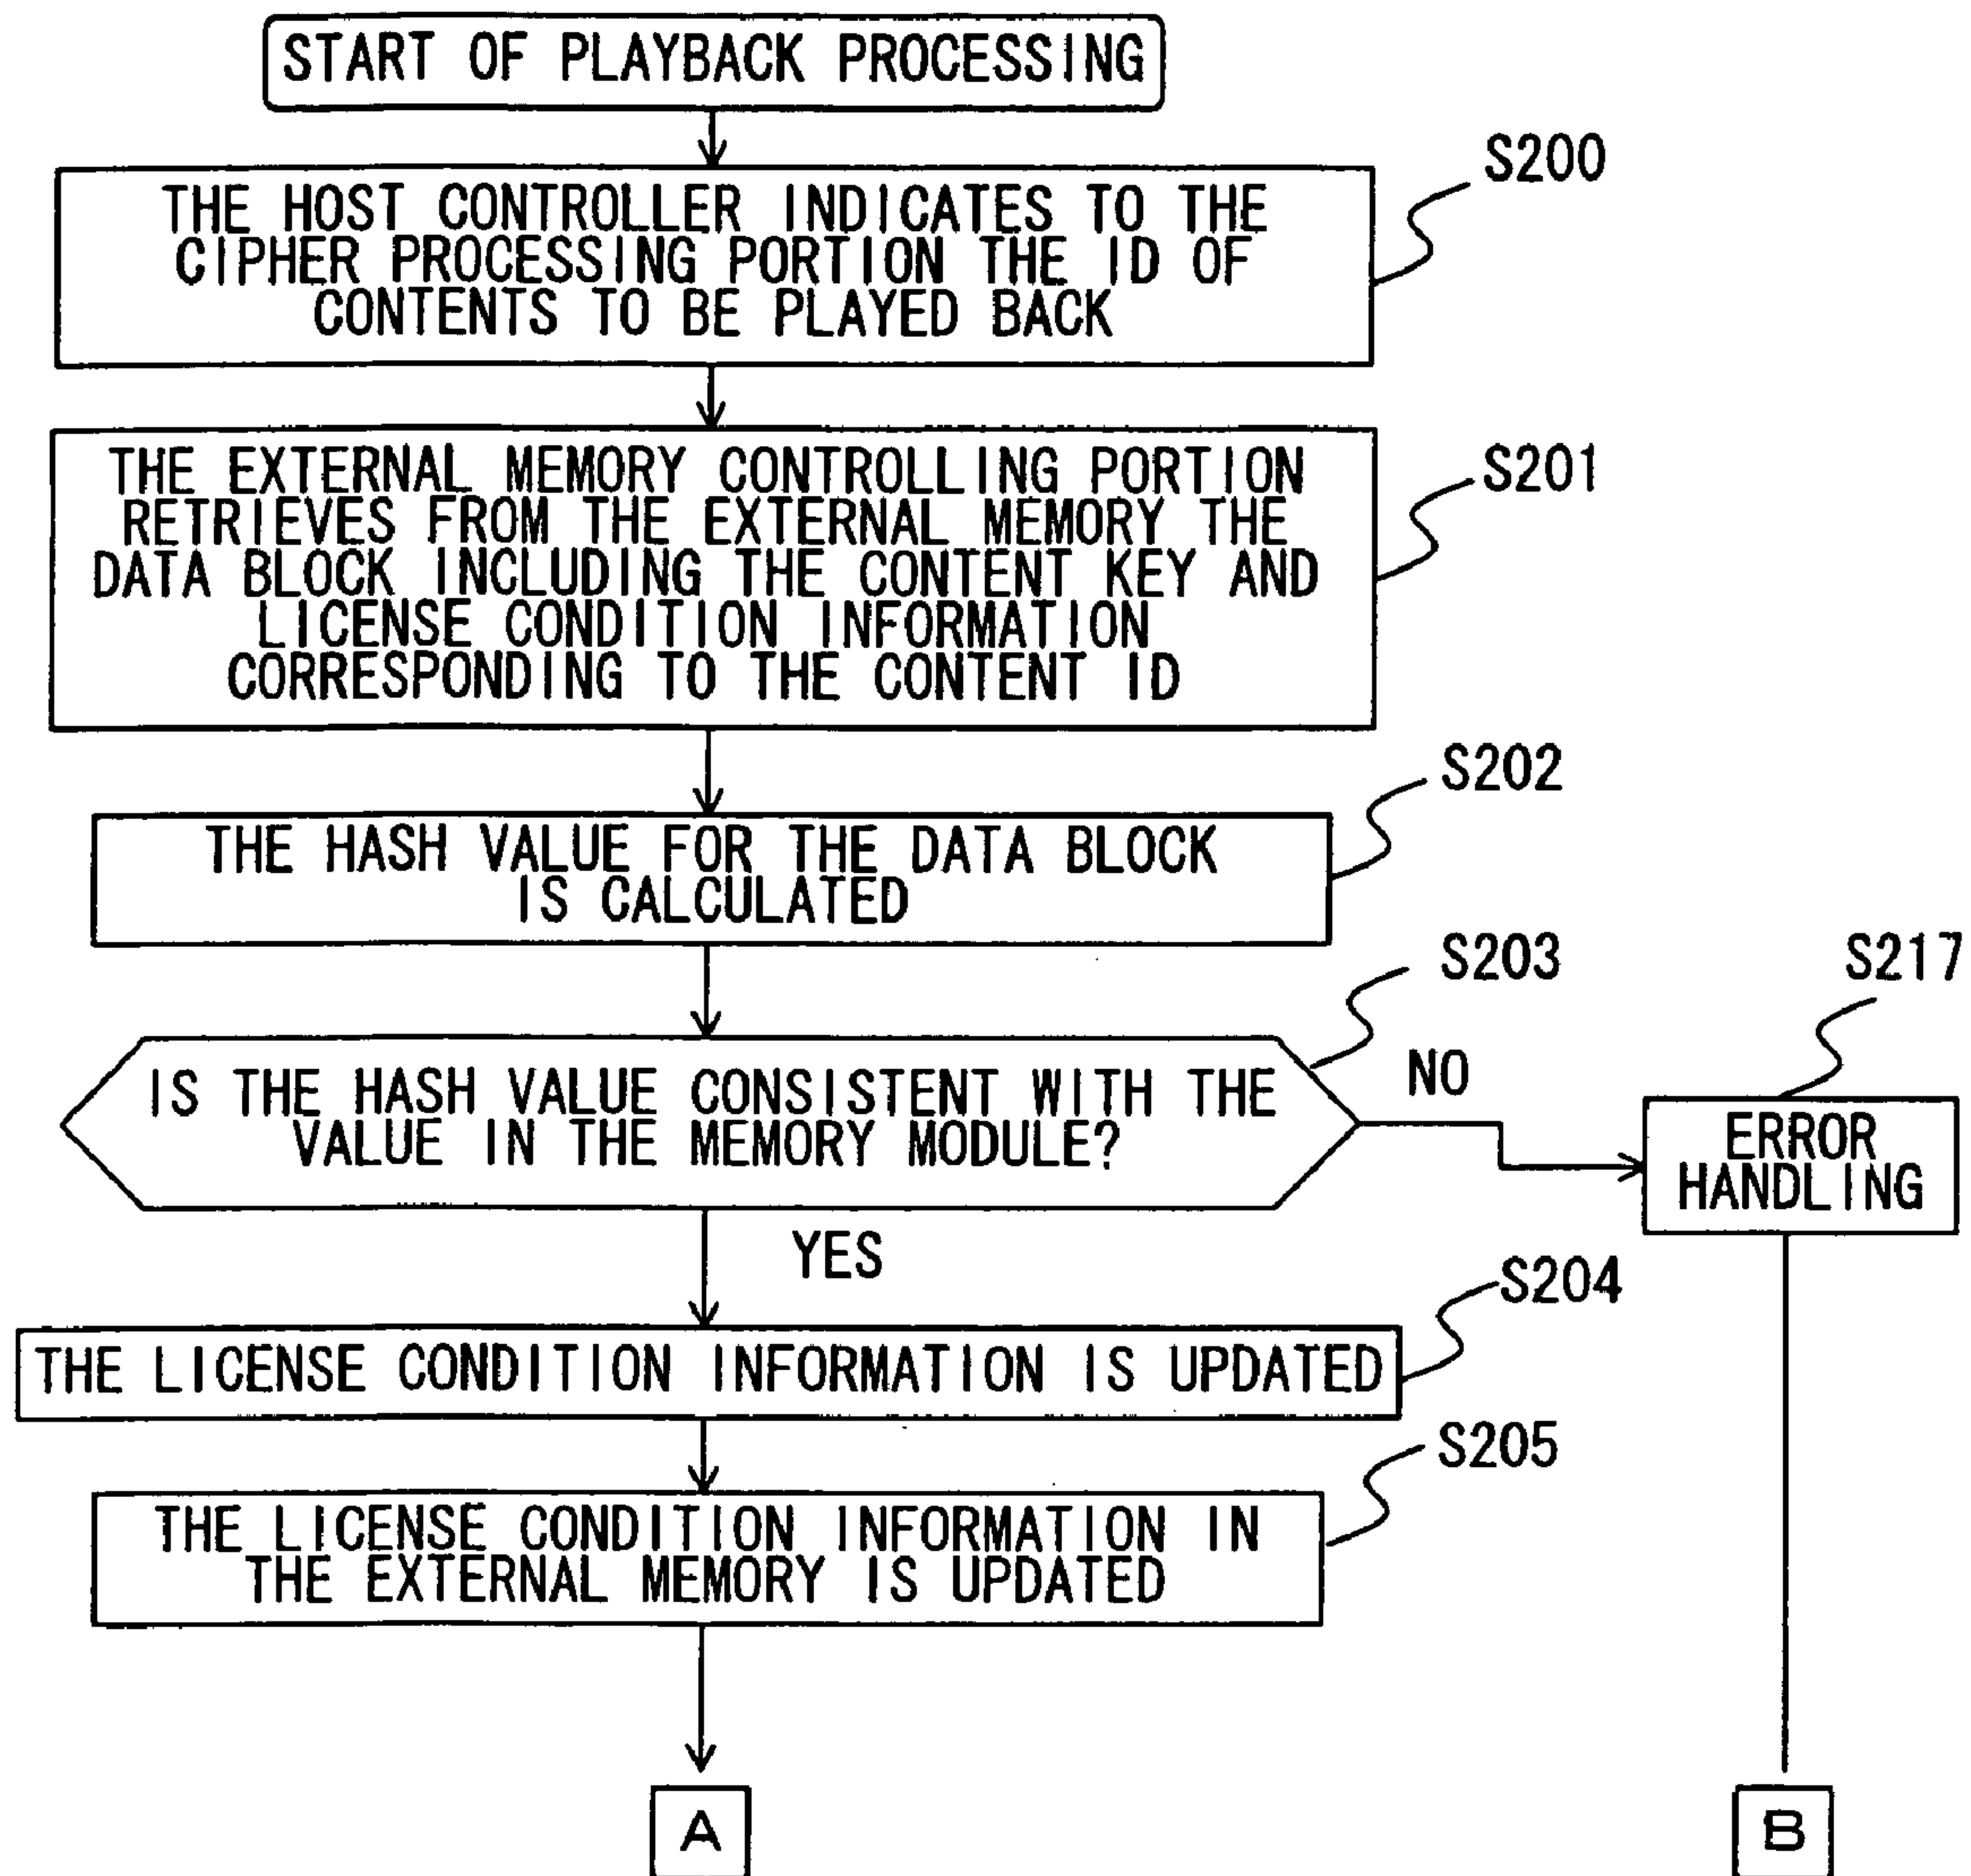 START OF PLAYBACK PROCESSING
S200
THE HOST CONTROLLER INDICATES TO THE
CIPHER PROCESSING PORTION THE ID OF
CONTENTS TO BE PLAYED BACK
S201
THE EXTERNAL MEMORY CONTROLLING PORTION
RETRIEVES FROM THE EXTERNAL MEMORY THE
DATA BLOCK INCLUDING THE CONTENT KEY AND
LICENSE CONDITION INFORMATION
CORRESPONDING TO THE CONTENT ID
S202
THE HASH VALUE FOR THE DATA BLOCK
IS CALCULATED
S203
S217
IS THE HASH VALUE CONSISTENT WITH THE
VALUE IN THE MEMORY MODULE?
NO
ERROR
HANDLING
YES
S204
THE LICENSE CONDITION INFORMATION IS UPDATED
S205
THE LICENSE CONDITION INFORMATION IN
THE EXTERNAL MEMORY IS UPDATED
A
B